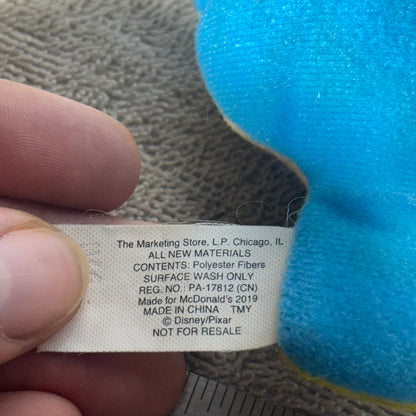 The Marketing Store, L.P. Chicago, IL
ALL NEW MATERIALS
CONTENTS: Polyester Fibers
SURFACE WASH ONLY
REG. NO.: PA-17812 (CN)
Made for McDonald's 2019
MADE IN CHINA TMY
© Disney/Pixar
NOT FOR RESALE